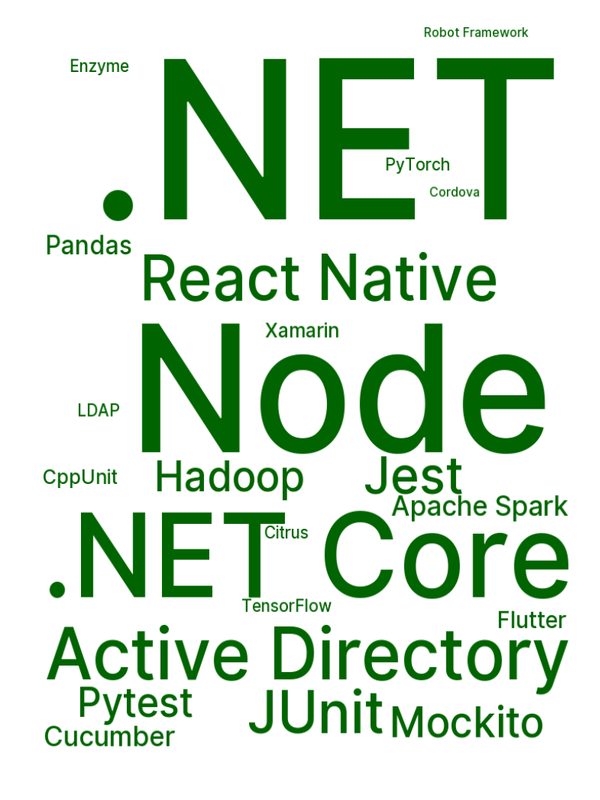 Robot Framework
Enzyme
.NET
PyTorch
Cordova
Pandas
React Native
Xamarin
Node
LDAP
CppUnit
Hadoop
Jest
Apache Spark
Citrus
.NET Core
TensorFlow
Flutter
Active Directory
Pytest
JUnit
Mockito
Cucumber